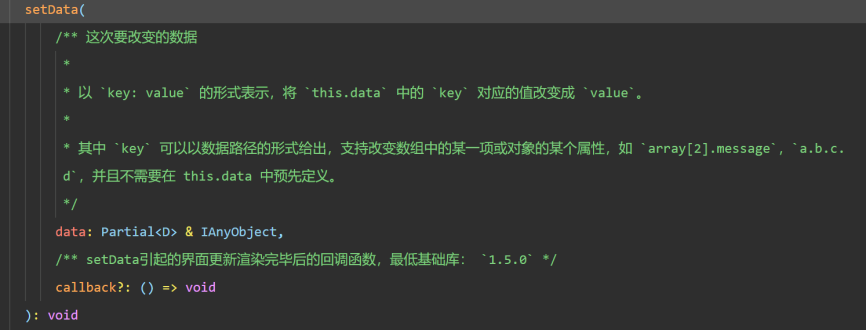 setData(
/** 这次要改变的数据
*
* 以 `key: value` 的形式表示，将 `this.data` 中的 `key` 对应的值改变成 `value`。
*
* 其中 `key` 可以以数据路径的形式给出，支持改变数组中的某一项或对象的某个属性，如 `array[2].message`，`a.b.c.
d`，并且不需要在 this.data 中预先定义。
*/
data: Partial<D> & IAnyObject,
/** setData引起的界面更新渲染完毕后的回调函数，最低基础库： `1.5.0` */
callback?: () => void
): void